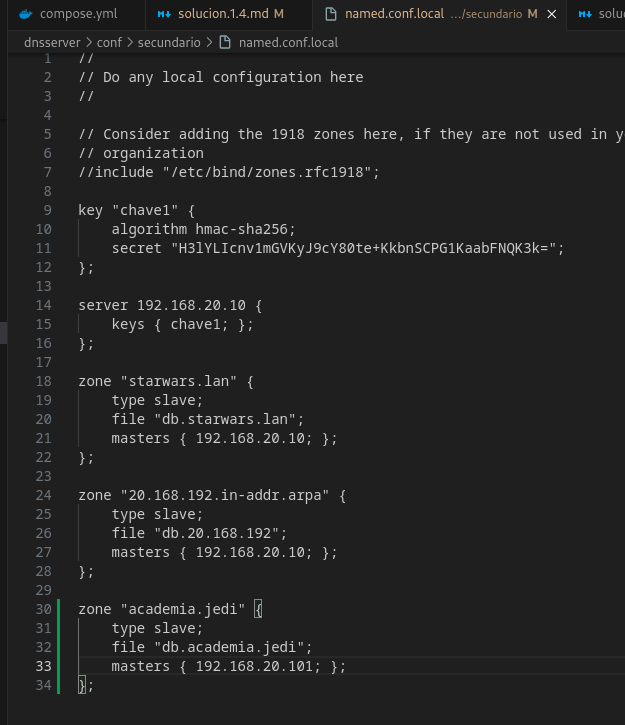 compose.yml
solucion.1.4.md M
named.conf.local .../secundario M
solu
dnsserver > conf > secundario > named.conf.local
1 //
2 // Do any local configuration here
3 //
4
5 // Consider adding the 1918 zones here, if they are not used in y
6 // organization
7 //include "/etc/bind/zones.rfc1918";
8
9 key "chave1" {
10 algorithm hmac-sha256;
11 secret "H3lYLIcnv1mGVKyJ9cY80te+KkbnSCPG1KaabFNQK3k=";
12 };
13
14 server 192.168.20.10 {
15 keys { chave1; };
16 };
17
18 zone "starwars.lan" {
19 type slave;
20 file "db.starwars.lan";
21 masters { 192.168.20.10; };
22 };
23
24 zone "20.168.192.in-addr.arpa" {
25 type slave;
26 file "db.20.168.192";
27 masters { 192.168.20.10; };
28 };
29
30 zone "academia.jedi" {
31 type slave;
32 file "db.academia.jedi";
33 masters { 192.168.20.101; };
34 };